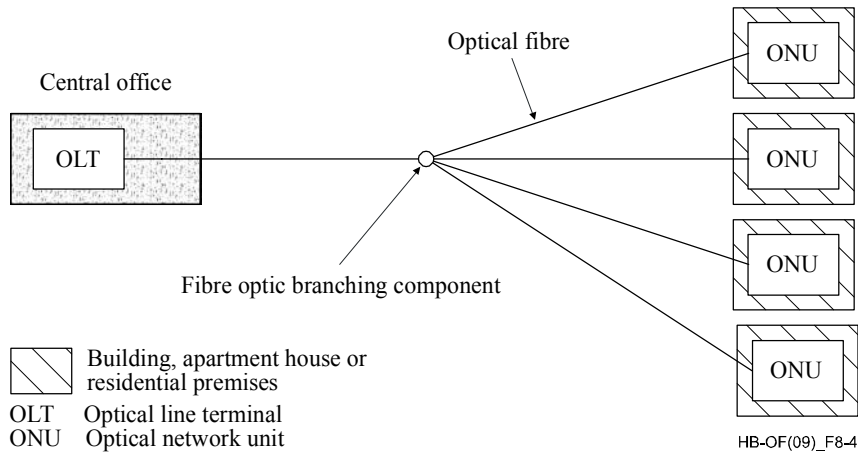 Optical fibre
ONU
Central office
OLT
ONU
ONU
Fibre optic branching component
ONU
Building, apartment house or
residential premises
OLT Optical line terminal
ONU Optical network unit
HB-OF(09)_F8-4